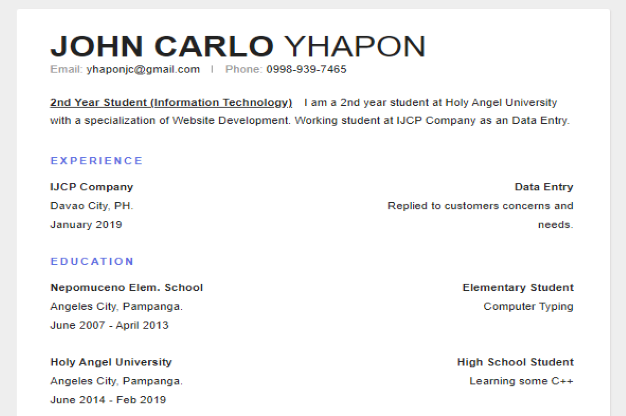 JOHN CARLO YHAPON
Email: yhaponjc@gmail.com | Phone: 0998-939-7465
2nd Year Student (Information Technology) I am a 2nd year student at Holy Angel University
with a specialization of Website Development. Working student at IJCP Company as an Data Entry.
EXPERIENCE
IJCP Company Data Entry
Davao City, PH. Replied to customers concerns and
January 2019 needs.
EDUCATION
Nepomuceno Elem. School Elementary Student
Angeles City, Pampanga. Computer Typing
June 2007 - April 2013
Holy Angel University High School Student
Angeles City, Pampanga. Learning some C++
June 2014 - Feb 2019